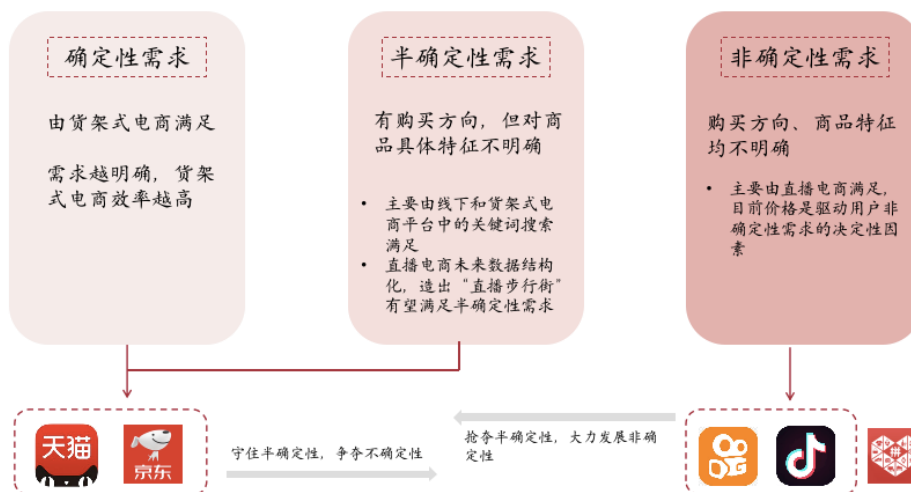 确定性需求
由货架式电商满足
需求越明确，货架
式电商效率越高
半确定性需求
有购买方向，但对商
品具体特征不明确
• 主要由线下和货架式电
商平台中的关键词搜索
满足
• 直播电商未来数据结构
化，造出“直播步行街”
有望满足半确定性需求
非确定性需求
购买方向、商品特征
均不明确
• 主要由直播电商满足，
目前价格是驱动用户非
确定性需求的决定性因
素
天猫
京东
守住半确定性，争夺不确定性
抢夺半确定性，大力发展非确
定性
拼